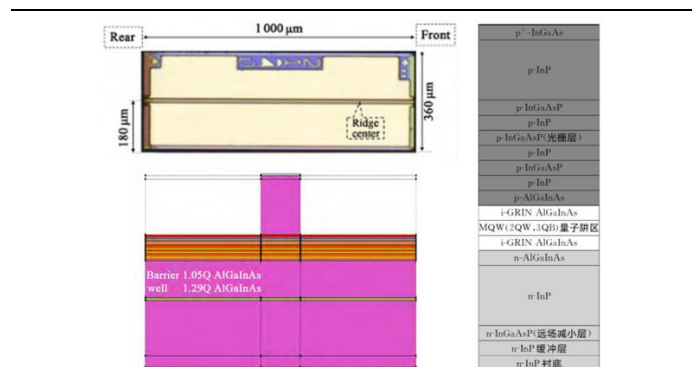 1 000 μm
Rear
Front
180 μm
360 μm
Ridge
center
Barrier 1.05Q AlGaInAs
well 1.29Q AlGaInAs
p⁺-InGaAs
p-InP
p-InGaAsP
p-InP
p-InGaAsP(光栅层)
p-InP
p-InGaAsP
p-InP
p-AlGaInAs
i-GRIN AlGaInAs
MQW(2QW,3QB)量子阱区
i-GRIN AlGaInAs
n-AlGaInAs
n-InP
n-InGaAsP(远场减小层)
n-InP缓冲层
n-InP衬底